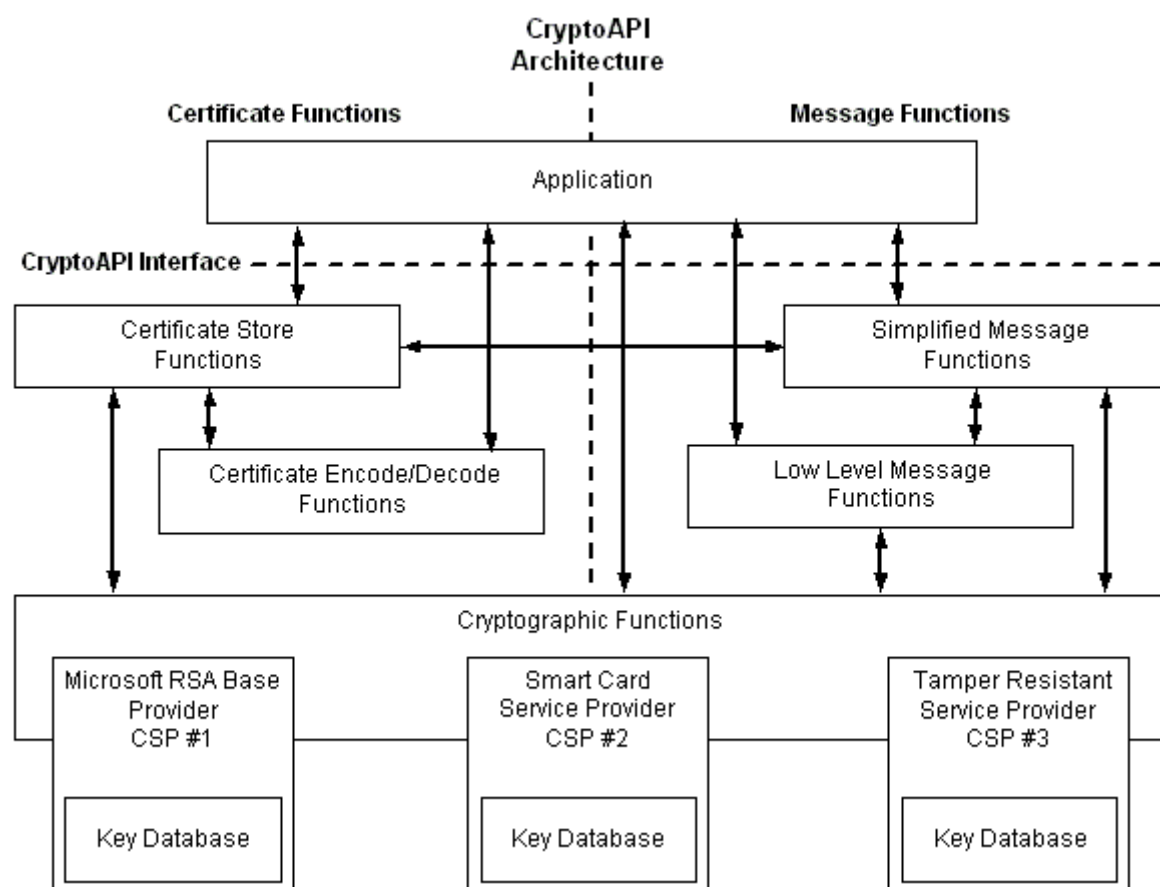 CryptoAPI
Architecture
Certificate Functions
Message Functions
Application
CryptoAPI Interface
Certificate Store
Functions
Simplified Message
Functions
Certificate Encode/Decode
Functions
Low Level Message
Functions
Cryptographic Functions
Microsoft RSA Base
Provider
CSP #1
Smart Card
Service Provider
CSP #2
Tamper Resistant
Service Provider
CSP #3
Key Database
Key Database
Key Database